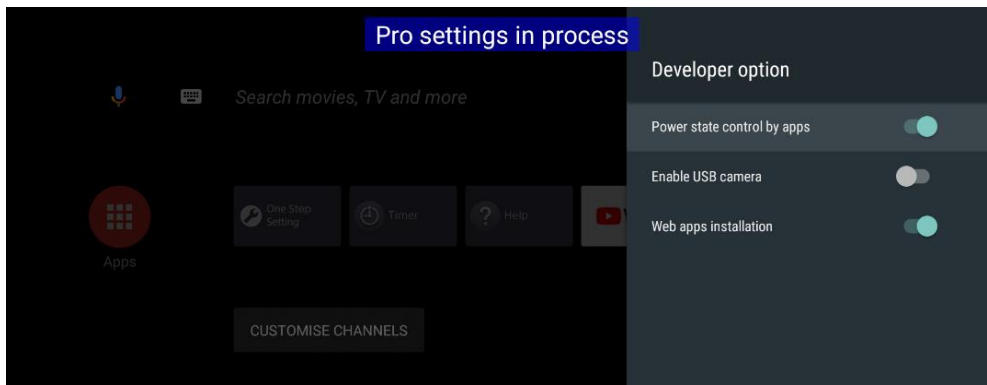 Pro settings in process
Search movies, TV and more
One Step
Setting
Timer
Help
Apps
CUSTOMISE CHANNELS
Developer option
Power state control by apps
Enable USB camera
Web apps installation